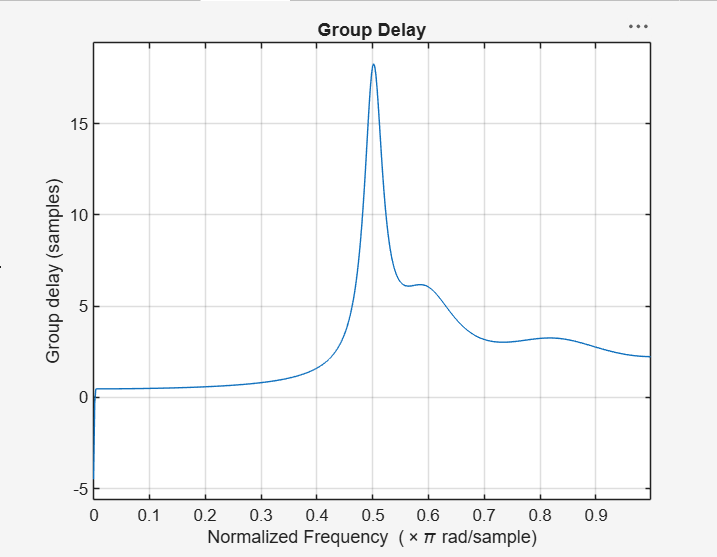 Group Delay
Group delay (samples)
15
10
5
0
-5
0 0.1 0.2 0.3 0.4 0.5 0.6 0.7 0.8 0.9
Normalized Frequency (× π rad/sample)